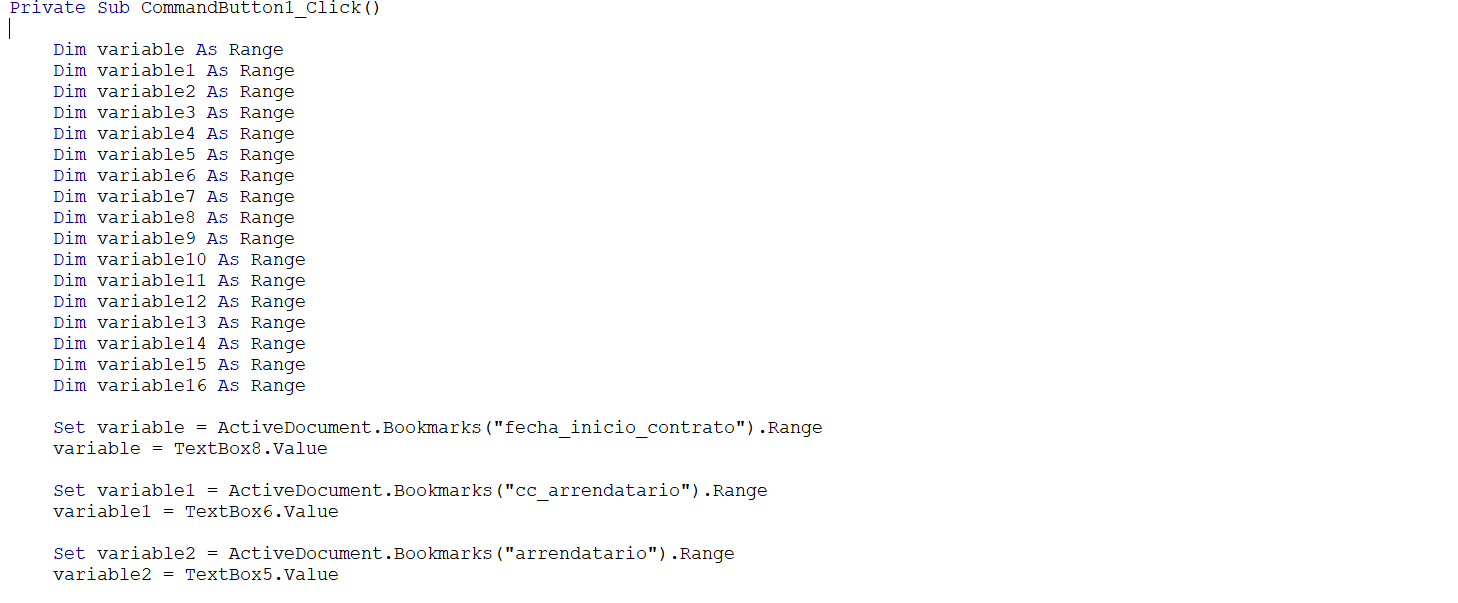 Private Sub CommandButton1_Click()
Dim variable As Range
Dim variable1 As Range
Dim variable2 As Range
Dim variable3 As Range
Dim variable4 As Range
Dim variable5 As Range
Dim variable6 As Range
Dim variable7 As Range
Dim variable8 As Range
Dim variable9 As Range
Dim variable10 As Range
Dim variable11 As Range
Dim variable12 As Range
Dim variable13 As Range
Dim variable14 As Range
Dim variable15 As Range
Dim variable16 As Range
Set variable = ActiveDocument.Bookmarks("fecha_inicio_contrato").Range
variable = TextBox8.Value
Set variable1 = ActiveDocument.Bookmarks("cc_arrendatario").Range
variable1 = TextBox6.Value
Set variable2 = ActiveDocument.Bookmarks("arrendatario").Range
variable2 = TextBox5.Value